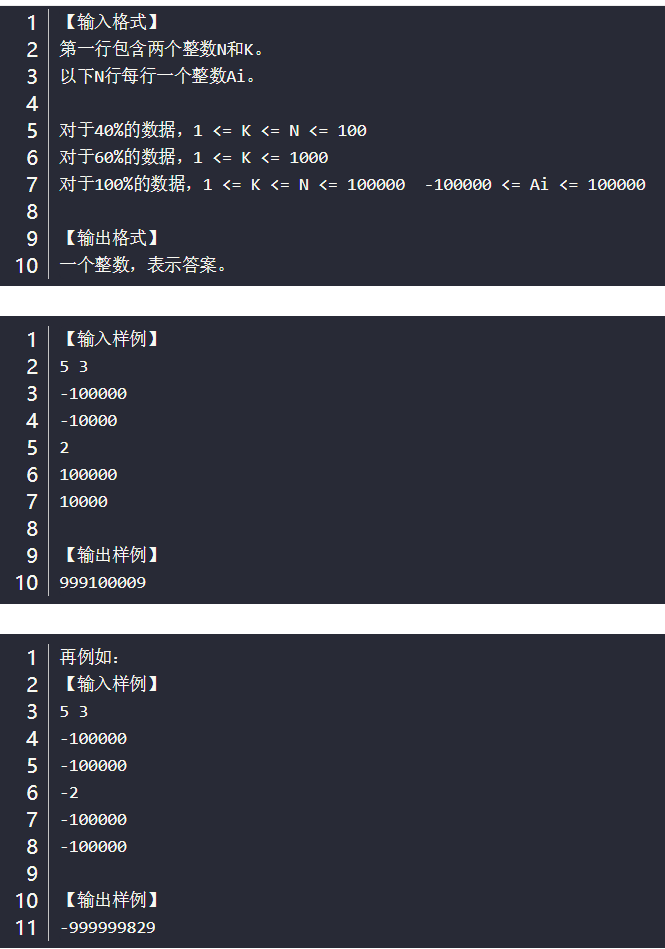 1 【输入格式】
2 第一行包含两个整数N和K。
3 以下N行每行一个整数Ai。
4
5 对于40%的数据，1 <= K <= N <= 100
6 对于60%的数据，1 <= K <= 1000
7 对于100%的数据，1 <= K <= N <= 100000  -100000 <= Ai <= 100000
8
9 【输出格式】
10 一个整数，表示答案。
1 【输入样例】
2 5 3
3 -100000
4 -10000
5 2
6 100000
7 10000
8
9 【输出样例】
10 999100009
1 再例如：
2 【输入样例】
3 5 3
4 -100000
5 -100000
6 -2
7 -100000
8 -100000
9
10 【输出样例】
11 -999999829